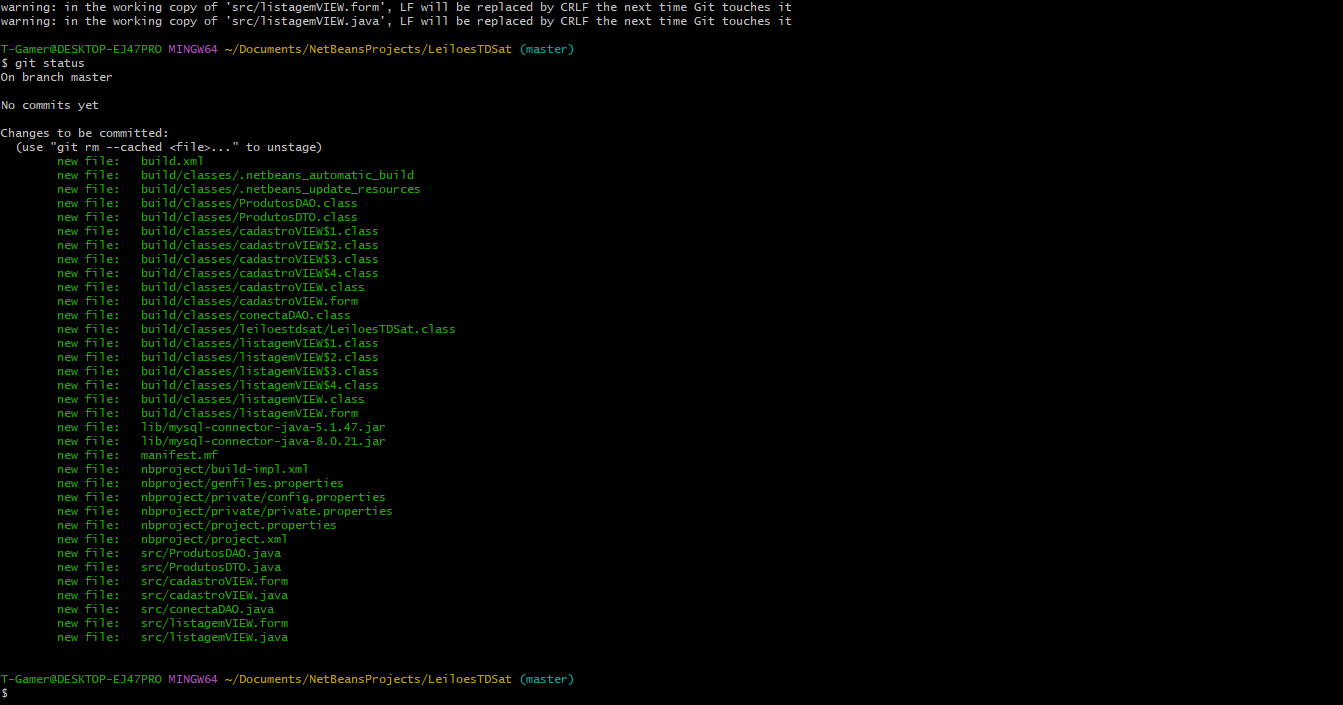 warning: in the working copy of 'src/listagemVIEW.form', LF will be replaced by CRLF the next time Git touches it
warning: in the working copy of 'src/listagemVIEW.java', LF will be replaced by CRLF the next time Git touches it
T-Gamer@DESKTOP-EJ47PRO MINGW64 ~/Documents/NetBeansProjects/LeiloesTDSat (master)
$ git status
On branch master
No commits yet
Changes to be committed:
  (use "git rm --cached <file>..." to unstage)
        new file:   build.xml
        new file:   build/classes/.netbeans_automatic_build
        new file:   build/classes/.netbeans_update_resources
        new file:   build/classes/ProdutosDAO.class
        new file:   build/classes/ProdutosDTO.class
        new file:   build/classes/cadastroVIEW$1.class
        new file:   build/classes/cadastroVIEW$2.class
        new file:   build/classes/cadastroVIEW$3.class
        new file:   build/classes/cadastroVIEW$4.class
        new file:   build/classes/cadastroVIEW.class
        new file:   build/classes/cadastroVIEW.form
        new file:   build/classes/conectaDAO.class
        new file:   build/classes/leiloestdsat/LeiloesTDSat.class
        new file:   build/classes/listagemVIEW$1.class
        new file:   build/classes/listagemVIEW$2.class
        new file:   build/classes/listagemVIEW$3.class
        new file:   build/classes/listagemVIEW$4.class
        new file:   build/classes/listagemVIEW.class
        new file:   build/classes/listagemVIEW.form
        new file:   lib/mysql-connector-java-5.1.47.jar
        new file:   lib/mysql-connector-java-8.0.21.jar
        new file:   manifest.mf
        new file:   nbproject/build-impl.xml
        new file:   nbproject/genfiles.properties
        new file:   nbproject/private/config.properties
        new file:   nbproject/private/private.properties
        new file:   nbproject/project.properties
        new file:   nbproject/project.xml
        new file:   src/ProdutosDAO.java
        new file:   src/ProdutosDTO.java
        new file:   src/cadastroVIEW.form
        new file:   src/cadastroVIEW.java
        new file:   src/conectaDAO.java
        new file:   src/listagemVIEW.form
        new file:   src/listagemVIEW.java
T-Gamer@DESKTOP-EJ47PRO MINGW64 ~/Documents/NetBeansProjects/LeiloesTDSat (master)
$